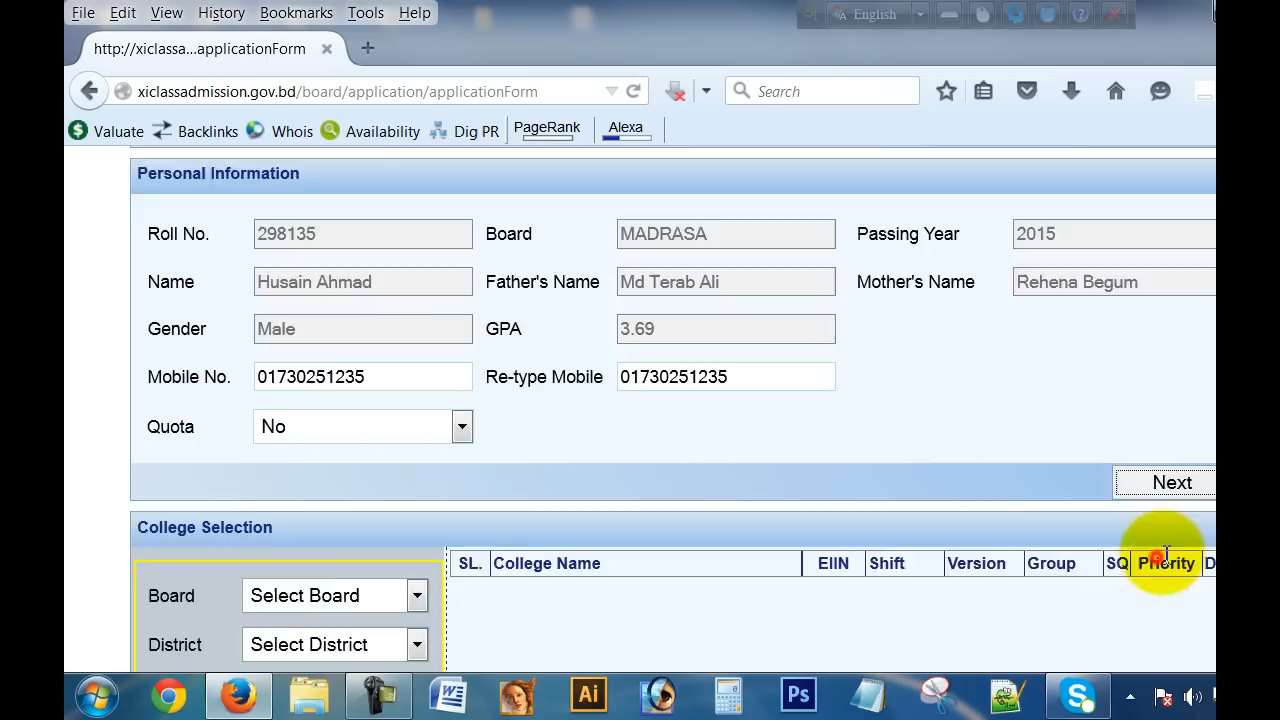 File Edit View History Bookmarks Tools Help
English
http://xiclassa...applicationForm
xiclassadmission.gov.bd/board/application/applicationForm
Search
Valuate Backlinks Whois Availability Dig PR PageRank Alexa
Personal Information
Roll No. 298135 Board MADRASA Passing Year 2015
Name Husain Ahmad Father's Name Md Terab Ali Mother's Name Rehena Begum
Gender Male GPA 3.69
Mobile No. 01730251235 Re-type Mobile 01730251235
Quota No
Next
College Selection
SL. College Name EIIN Shift Version Group SQ Priority D
Board Select Board
District Select District
Ai Ps